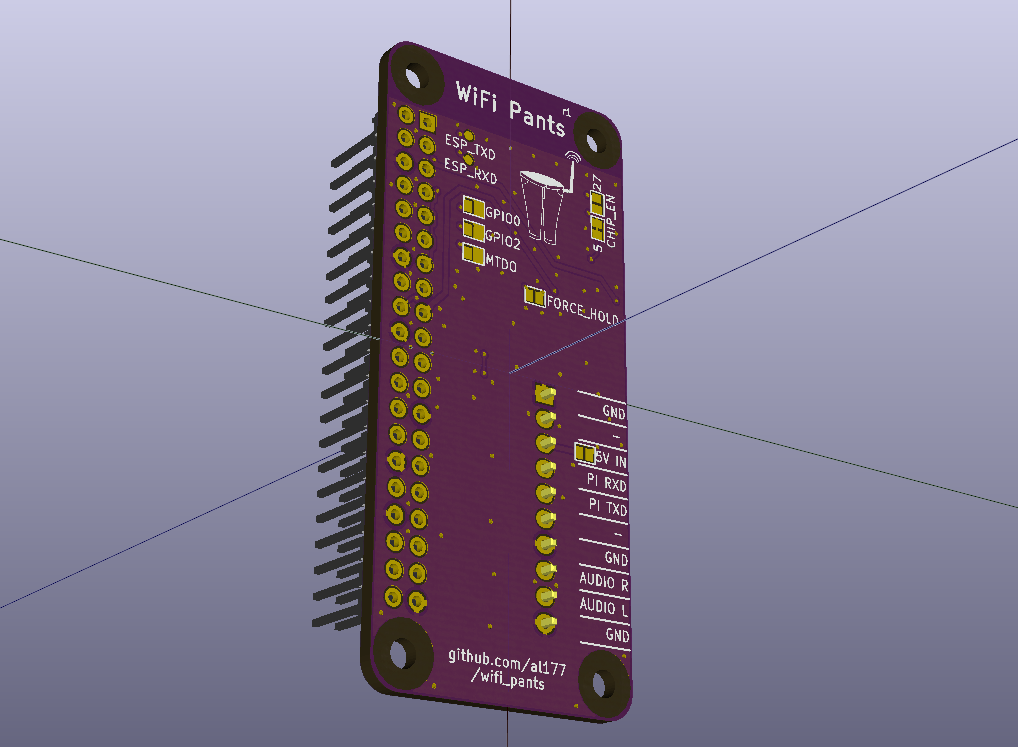 WiFi Pants
r1
ESP_TXD
ESP_RXD
27
CHIP_EN
5
GPIO0
GPIO2
MTDO
FORCE_HOLD
GND
-
5V IN
PI RXD
PI TXD
-
GND
AUDIO R
AUDIO L
GND
github.com/al177
/wifi_pants